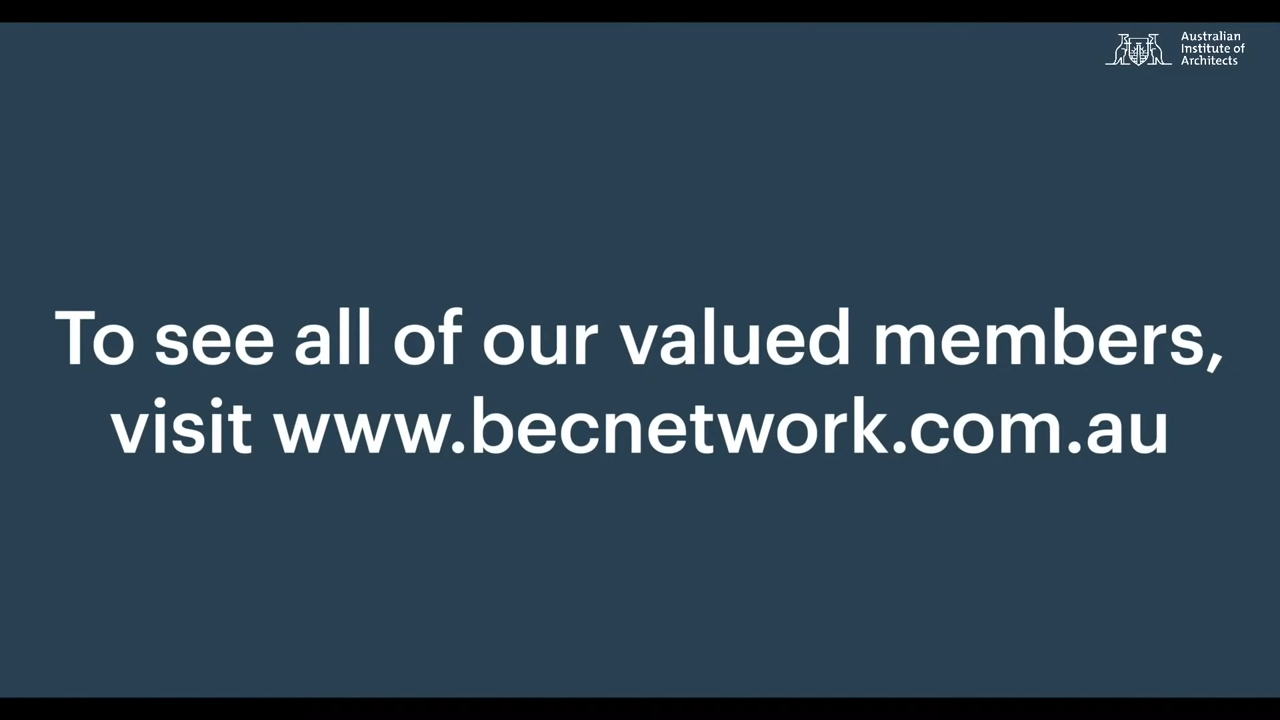 Australian
Institute of
Architects
To see all of our valued members,
visit www.becnetwork.com.au